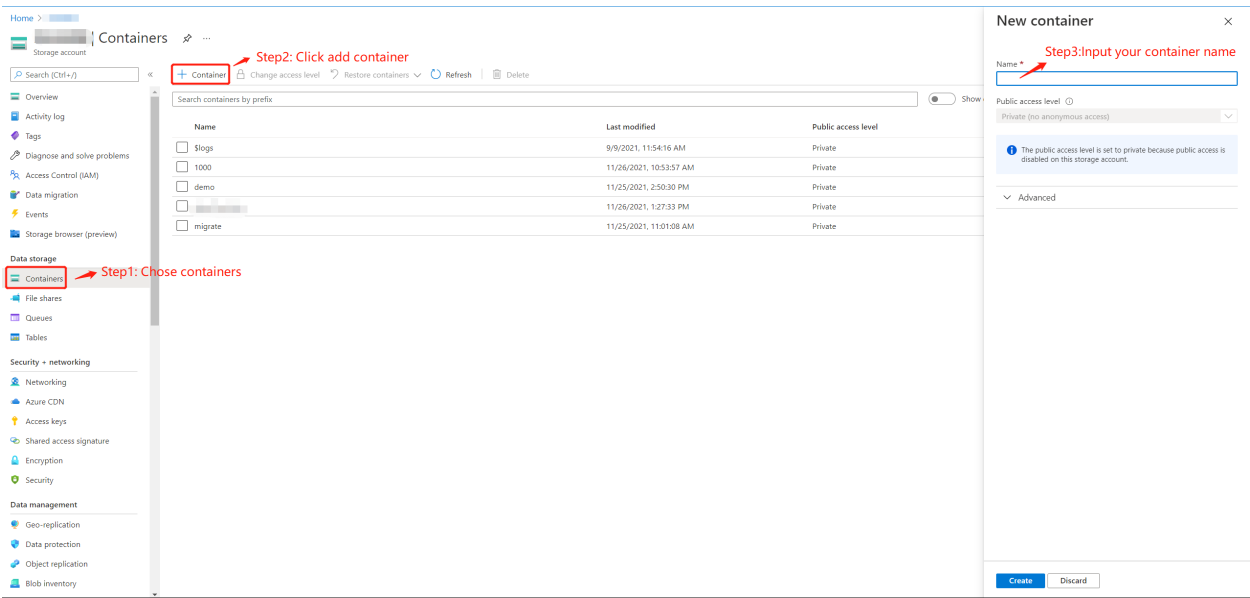 Home >
Containers ...
Storage account
Search (Ctrl+/) «
Overview
Activity log
Tags
Diagnose and solve problems
Access Control (IAM)
Data migration
Events
Storage browser (preview)
Data storage
Containers
File shares
Queues
Tables
Security + networking
Networking
Azure CDN
Access keys
Shared access signature
Encryption
Security
Data management
Geo-replication
Data protection
Object replication
Blob inventory
Step1: Chose containers
Step2: Click add container
+ Container Change access level Restore containers Refresh Delete
Search containers by prefix Show
Name Last modified Public access level
$logs 9/9/2021, 11:54:16 AM Private
1000 11/26/2021, 10:53:57 AM Private
demo 11/25/2021, 2:50:30 PM Private
11/26/2021, 1:27:33 PM Private
migrate 11/25/2021, 11:01:08 AM Private
New container
Step3:Input your container name
Name *
Public access level
Private (no anonymous access)
The public access level is set to private because public access is
disabled on this storage account.
Advanced
Create Discard